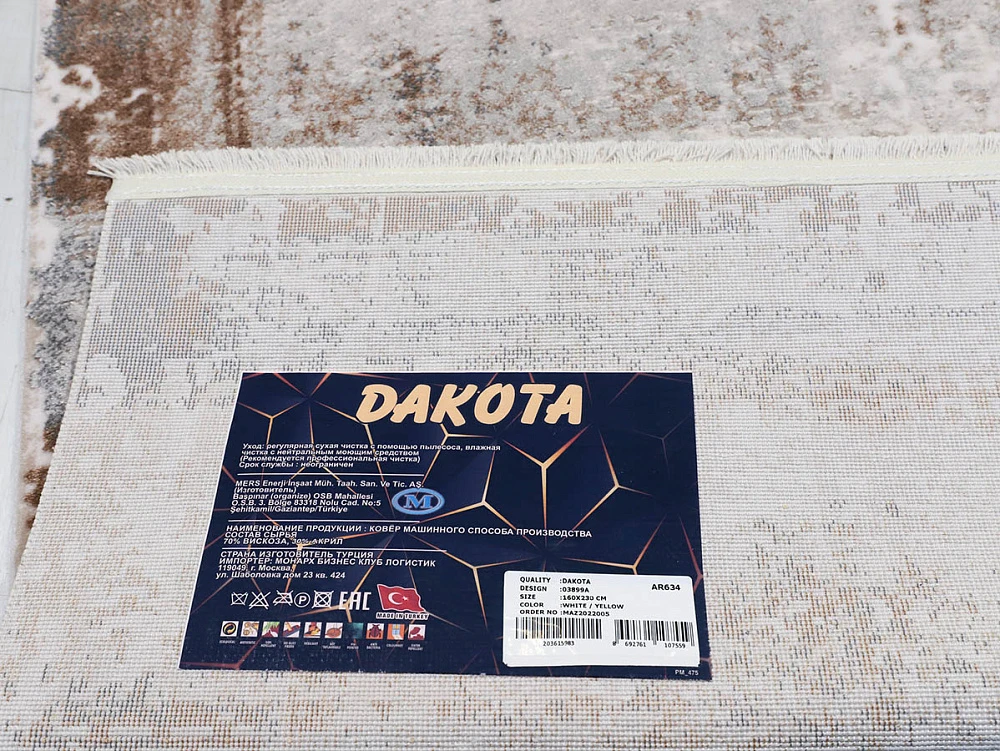 DAKOTA
Уход: регулярная сухая чистка с помощью пылесоса, влажная
чистка с нейтральным моющим средством
(Рекомендуется профессиональная чистка)
Срок службы : неограничен
MERS Enerji İnşaat Müh. Taah. San. Ve Tic. AŞ.
(Изготовитель)
Başpınar (organize) OSB Mahallesi
O.S.B. 3. Bölge 83318 Nolu Cad. No:5
Şehitkamil/Gaziantep/Türkiye
M
НАИМЕНОВАНИЕ ПРОДУКЦИИ : КОВЁР МАШИННОГО СПОСОБА ПРОИЗВОДСТВА
СОСТАВ СЫРЬЯ
70% ВИСКОЗА, 30% АКРИЛ
СТРАНА ИЗГОТОВИТЕЛЬ ТУРЦИЯ
ИМПОРТЕР: МОНАРХ БИЗНЕС КЛУБ ЛОГИСТИК
119049, г. Москва,
ул. Шаболовка дом 23 кв. 424
P EAC
MADE IN TURKEY
QUALITY :DAKOTA AR634
DESIGN :03899A
SIZE :160X230 CM
COLOR :WHITE / YELLOW
ORDER NO :MAZ2022005
203615983 8 692761 107559
PM_475